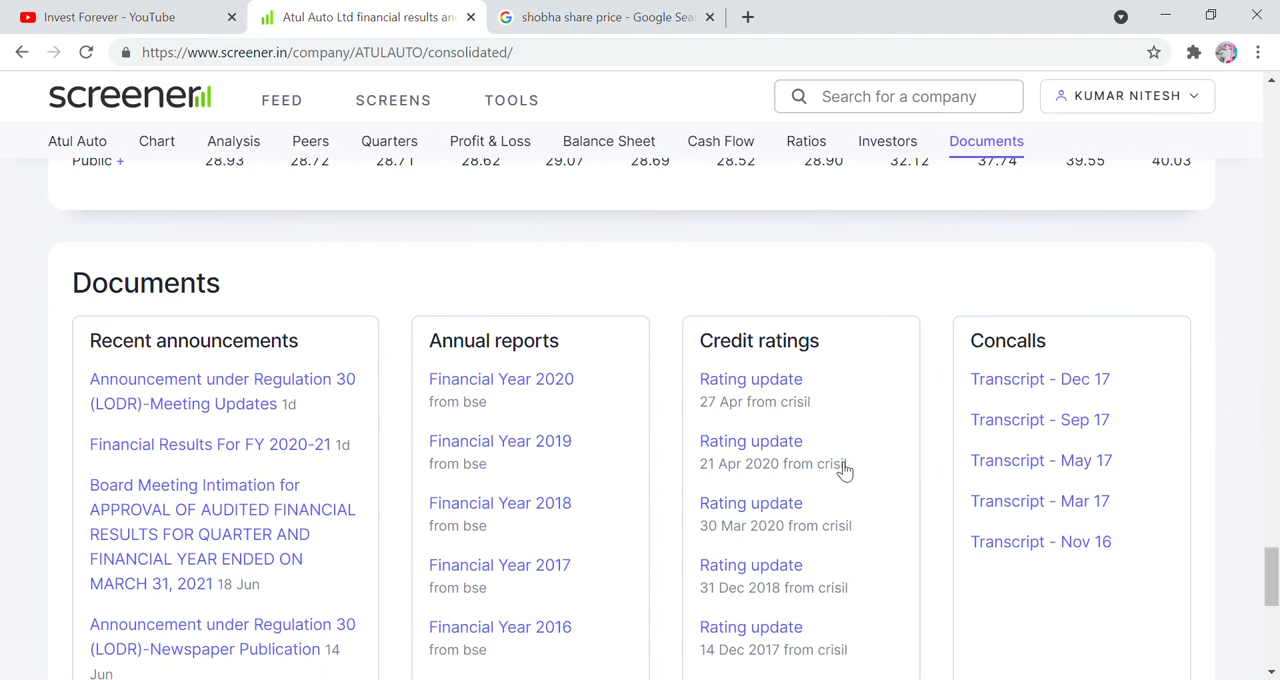 Invest Forever - YouTube
Atul Auto Ltd financial results an
shobha share price - Google Sea
https://www.screener.in/company/ATULAUTO/consolidated/
screener
FEED SCREENS TOOLS
Search for a company
KUMAR NITESH
Atul Auto Chart Analysis Peers Quarters Profit & Loss Balance Sheet Cash Flow Ratios Investors Documents
Public + 28.93 28.72 28.71 28.62 29.07 28.69 28.52 28.90 32.12 37.74 39.55 40.03
Documents
Recent announcements
Announcement under Regulation 30
(LODR)-Meeting Updates 1d
Financial Results For FY 2020-21 1d
Board Meeting Intimation for
APPROVAL OF AUDITED FINANCIAL
RESULTS FOR QUARTER AND
FINANCIAL YEAR ENDED ON
MARCH 31, 2021 18 Jun
Announcement under Regulation 30
(LODR)-Newspaper Publication 14
Jun
Annual reports
Financial Year 2020
from bse
Financial Year 2019
from bse
Financial Year 2018
from bse
Financial Year 2017
from bse
Financial Year 2016
from bse
Credit ratings
Rating update
27 Apr from crisil
Rating update
21 Apr 2020 from crisil
Rating update
30 Mar 2020 from crisil
Rating update
31 Dec 2018 from crisil
Rating update
14 Dec 2017 from crisil
Concalls
Transcript - Dec 17
Transcript - Sep 17
Transcript - May 17
Transcript - Mar 17
Transcript - Nov 16